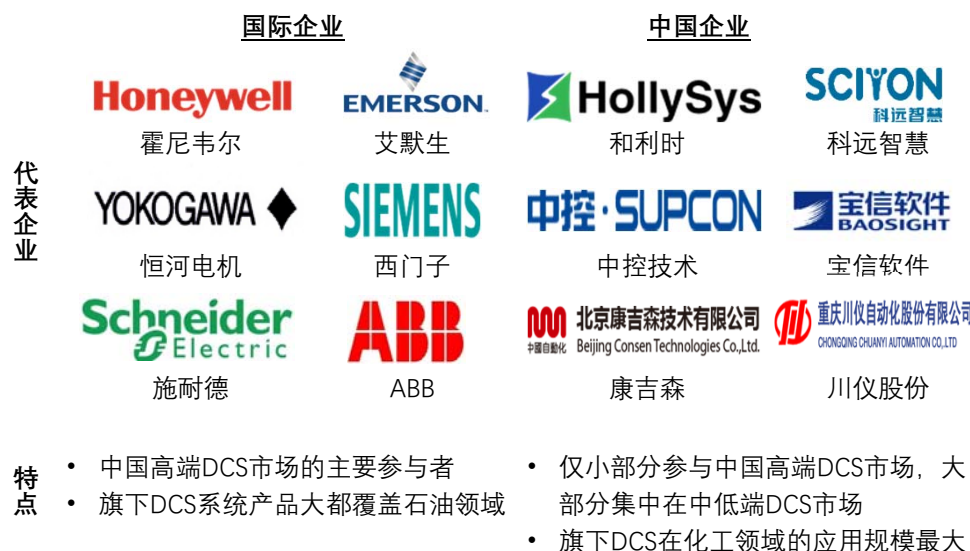 国际企业
中国企业
代表企业
Honeywell
EMERSON.
HollySys
SCIYON
科远智慧
霍尼韦尔
艾默生
和利时
科远智慧
YOKOGAWA
SIEMENS
中控·SUPCON
宝信软件
BAOSIGHT
恒河电机
西门子
中控技术
宝信软件
Schneider
Electric
ABB
中國自動化
北京康吉森技术有限公司
Beijing Consen Technologies Co.,Ltd.
重庆川仪自动化股份有限公司
CHONGQING CHUANYI AUTOMATION CO.,LTD
施耐德
ABB
康吉森
川仪股份
特点
• 中国高端DCS市场的主要参与者
• 旗下DCS系统产品大都覆盖石油领域
• 仅小部分参与中国高端DCS市场，大
部分集中在中低端DCS市场
• 旗下DCS在化工领域的应用规模最大